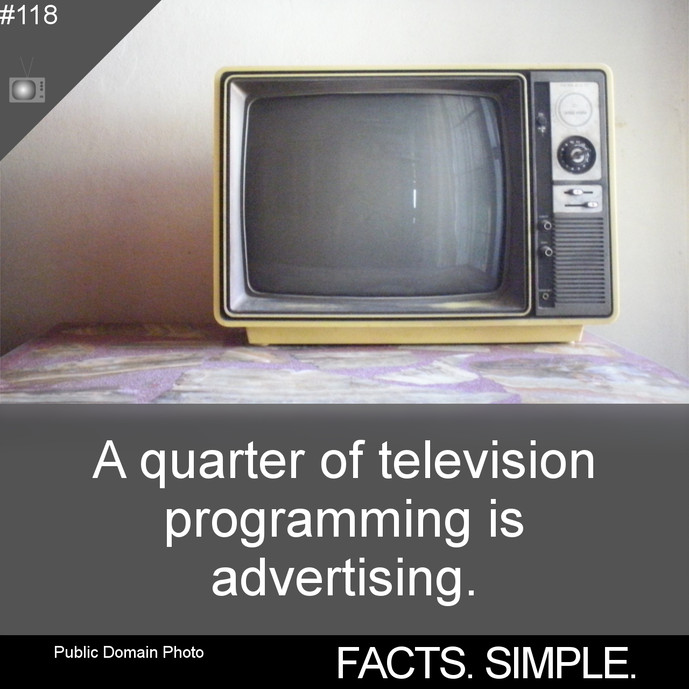 #118
A quarter of television
programming is
advertising.
Public Domain Photo
FACTS. SIMPLE.